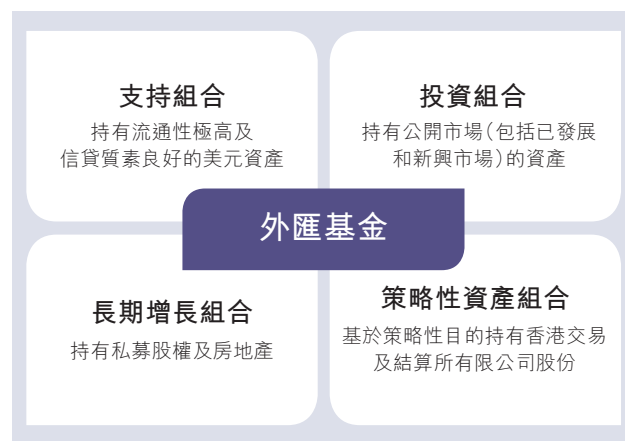 支持組合
持有流通性極高及
信貸質素良好的美元資產
投資組合
持有公開市場(包括已發展
和新興市場)的資產
外匯基金
長期增長組合
持有私募股權及房地產
策略性資產組合
基於策略性目的持有香港交易
及結算所有限公司股份